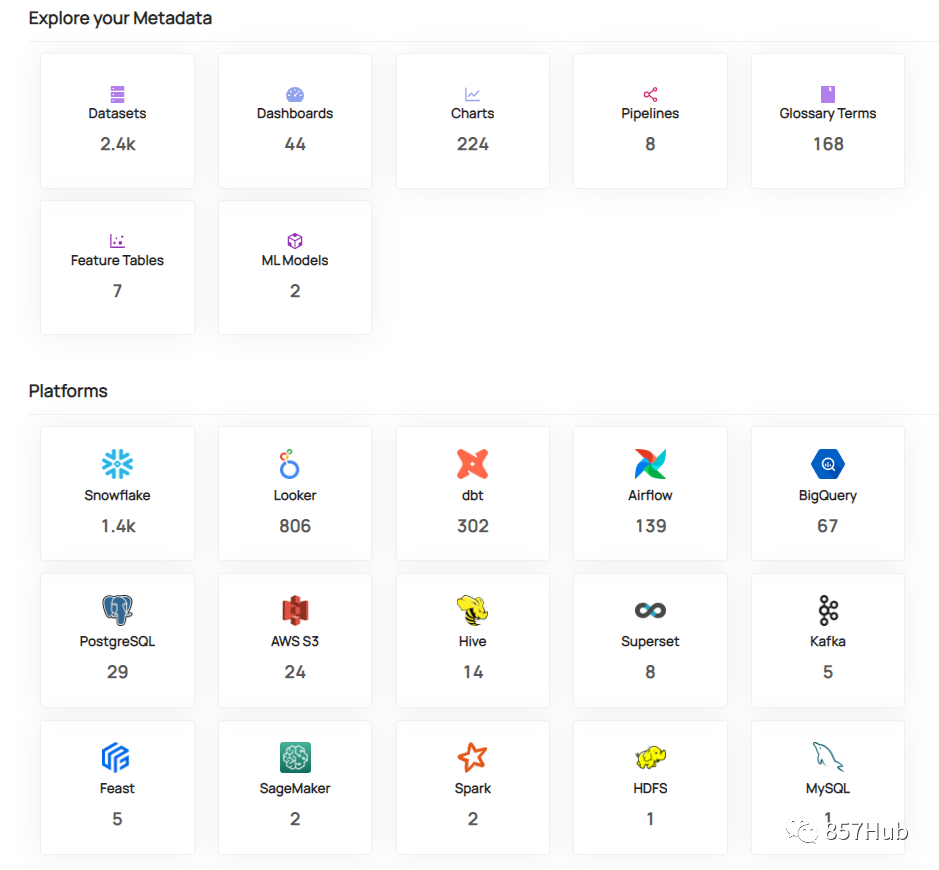 Explore your Metadata
Datasets
2.4k
Dashboards
44
Charts
224
Pipelines
8
Glossary Terms
168
Feature Tables
7
ML Models
2
Platforms
Snowflake
1.4k
Looker
806
dbt
302
Airflow
139
BigQuery
67
PostgreSQL
29
AWS S3
24
Hive
14
Superset
8
Kafka
5
Feast
5
SageMaker
2
Spark
2
HDFS
1
MySQL
1
857Hub